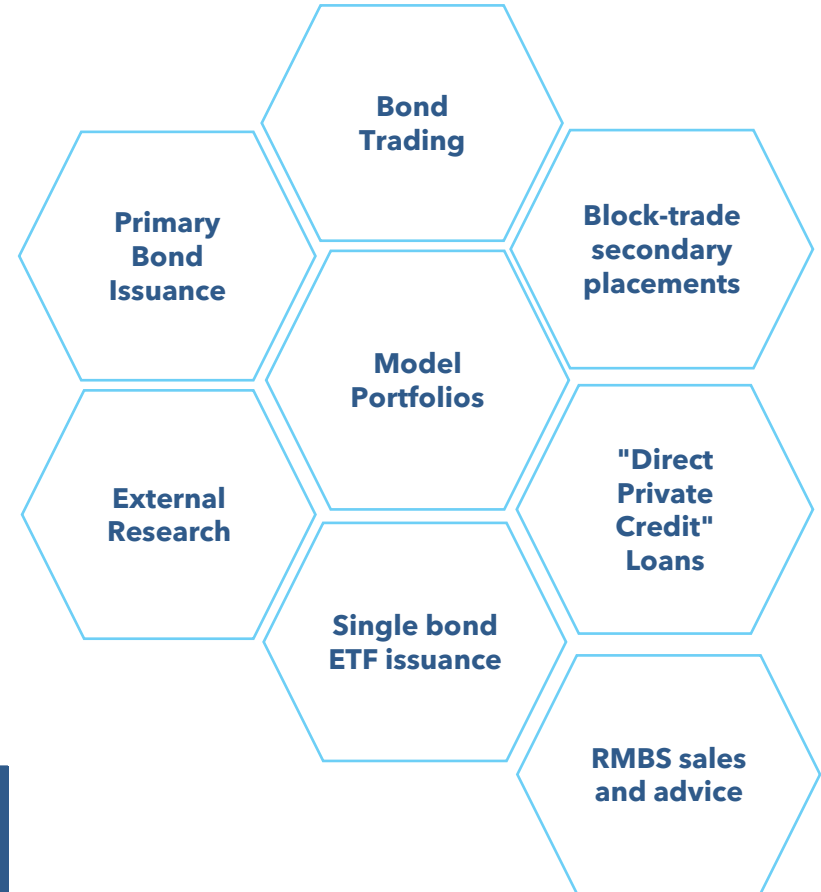 Bond
Trading
Primary
Bond
Issuance
Block-trade
secondary
placements
Model
Portfolios
External
Research
"Direct
Private
Credit"
Loans
Single bond
ETF issuance
RMBS sales
and advice